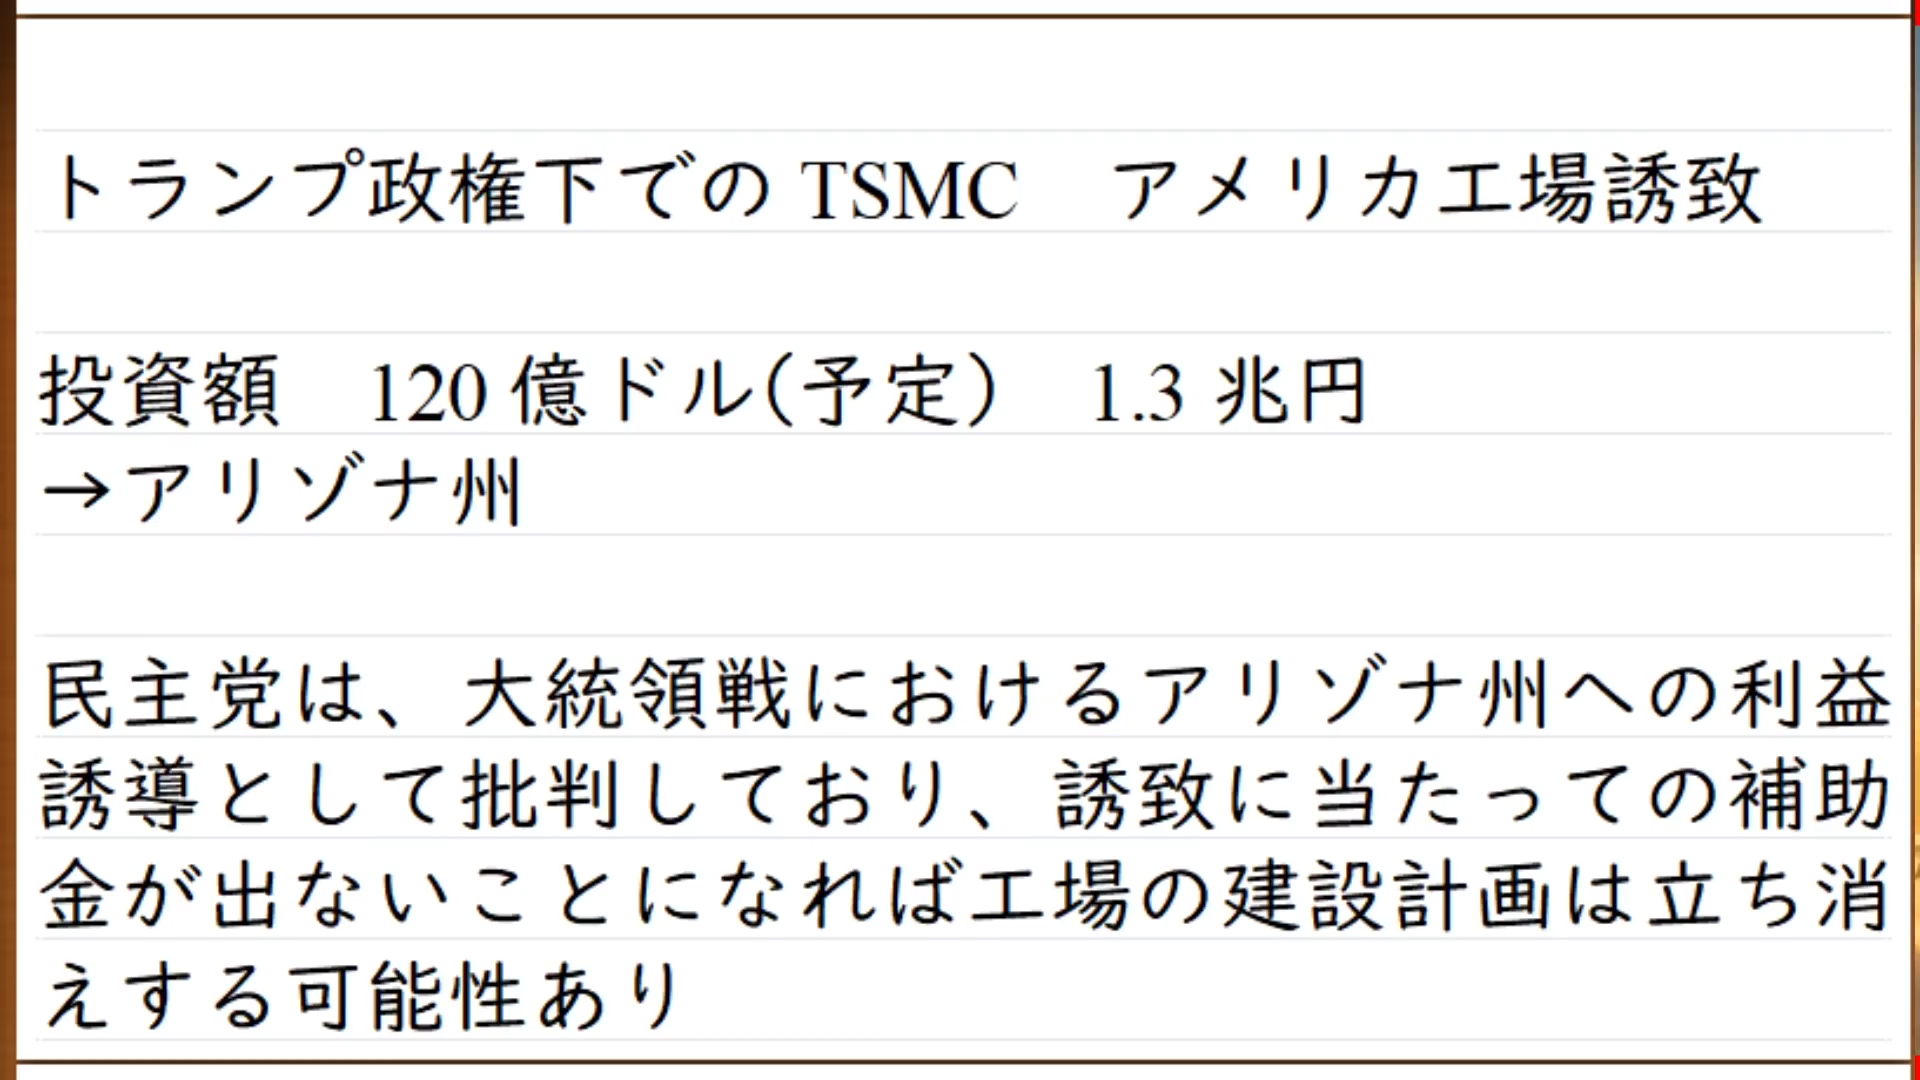 トランプ政権下での TSMC　アメリカ工場誘致
投資額　120 億ドル(予定)　1.3 兆円
→アリゾナ州
民主党は、大統領戦におけるアリゾナ州への利益
誘導として批判しており、誘致に当たっての補助
金が出ないことになれば工場の建設計画は立ち消
えする可能性あり